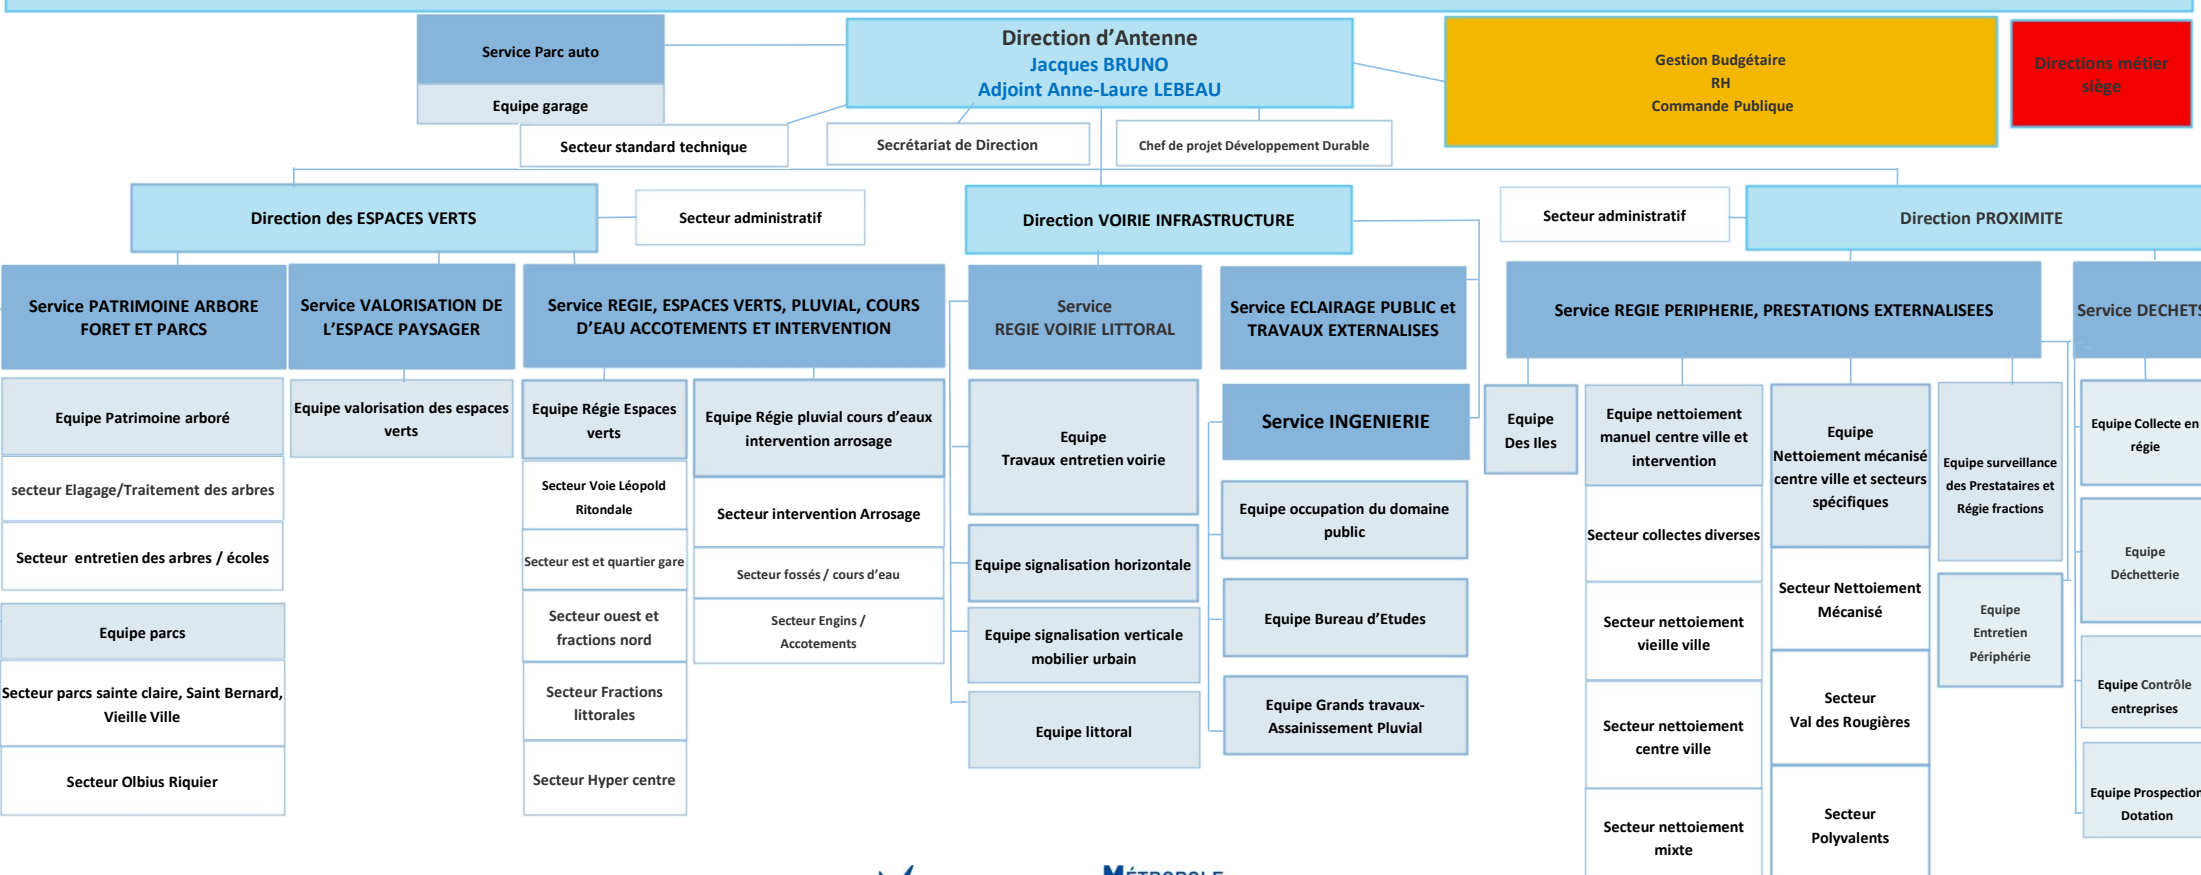 Service Parc auto
Equipe garage
Direction d'Antenne
Jacques BRUNO
Adjoint Anne-Laure LEBEAU
Gestion Budgétaire
RH
Commande Publique
Directions métier
siège
Secteur standard technique
Secrétariat de Direction
Chef de projet Développement Durable
Direction des ESPACES VERTS
Secteur administratif
Direction VOIRIE INFRASTRUCTURE
Secteur administratif
Direction PROXIMITE
Service PATRIMOINE ARBORE
FORET ET PARCS
Service VALORISATION DE
L'ESPACE PAYSAGER
Service REGIE, ESPACES VERTS, PLUVIAL, COURS
D'EAU ACCOTEMENTS ET INTERVENTION
Service
REGIE VOIRIE LITTORAL
Service ECLAIRAGE PUBLIC et
TRAVAUX EXTERNALISES
Service REGIE PERIPHERIE, PRESTATIONS EXTERNALISEES
Service DECHETS
Equipe Patrimoine arboré
secteur Elagage/Traitement des arbres
Secteur entretien des arbres / écoles
Equipe parcs
Secteur parcs sainte claire, Saint Bernard,
Vieille Ville
Secteur Olbius Riquier
Equipe valorisation des espaces
verts
Equipe Régie Espaces
verts
Secteur Voie Léopold
Ritondale
Secteur est et quartier gare
Secteur ouest et
fractions nord
Secteur Fractions
littorales
Secteur Hyper centre
Equipe Régie pluvial cours d'eaux
intervention arrosage
Secteur intervention Arrosage
Secteur fossés / cours d'eau
Secteur Engins /
Accotements
Equipe
Travaux entretien voirie
Equipe signalisation horizontale
Equipe signalisation verticale
mobilier urbain
Equipe littoral
Service INGENIERIE
Equipe occupation du domaine
public
Equipe Bureau d'Etudes
Equipe Grands travaux-
Assainissement Pluvial
Equipe
Des Iles
Equipe nettoiement
manuel centre ville et
intervention
Secteur collectes diverses
Secteur nettoiement
vieille ville
Secteur nettoiement
centre ville
Secteur nettoiement
mixte
Equipe
Nettoiement mécanisé
centre ville et secteurs
spécifiques
Secteur Nettoiement
Mécanisé
Secteur
Val des Rougières
Secteur
Polyvalents
Equipe surveillance
des Prestataires et
Régie fractions
Equipe
Entretien
Périphérie
Equipe Collecte en
régie
Equipe
Déchetterie
Equipe Contrôle
entreprises
Equipe Prospection
Dotation
MÉTROPOLE